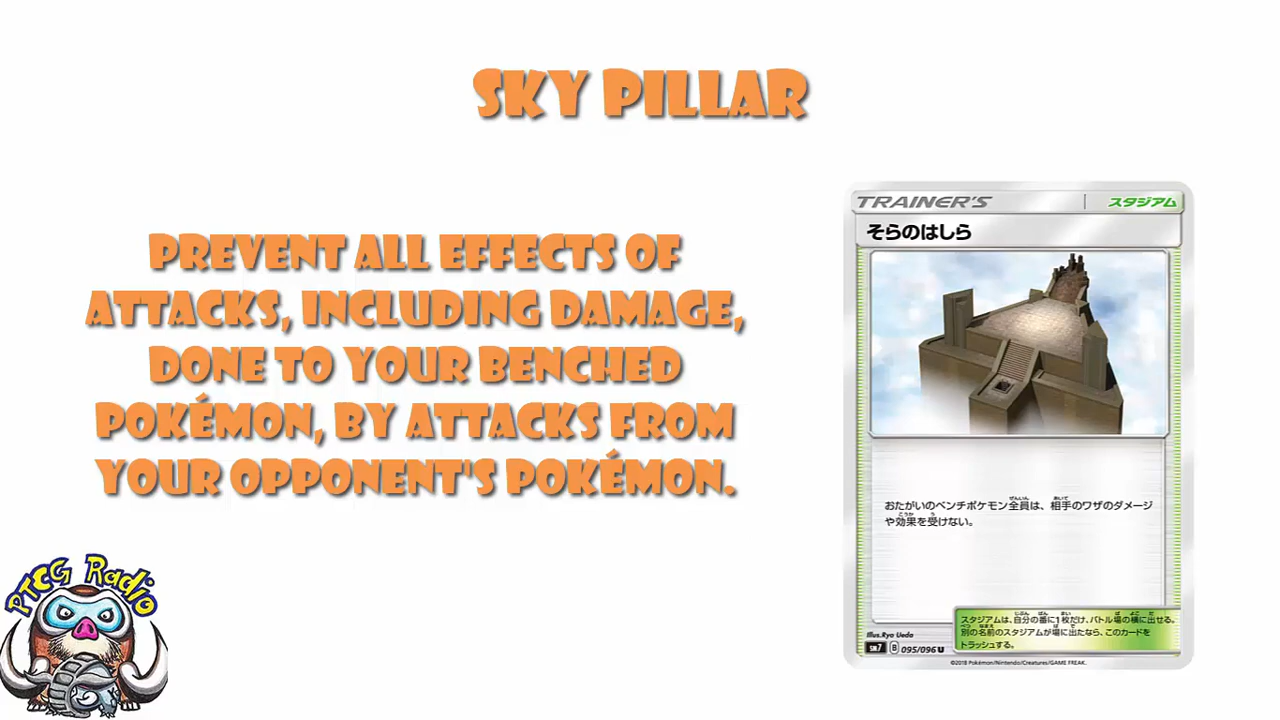 SKY PILLAR
PREVENT ALL EFFECTS OF
ATTACKS, INCLUDING DAMAGE,
DONE TO YOUR BENCHED
POKÉMON, BY ATTACKS FROM
YOUR OPPONENT'S POKÉMON.
TRAINER'S スタジアム
そらのはしら
おたがいのベンチポケモン全員は、相手のワザのダメージ
や効果を受けない。
スタジアムは、自分の番に1枚だけ、バトル場の横に出せる。
別の名前のスタジアムが場に出たなら、このカードを
トラッシュする。
Illus.Ryo Ueda
sm7 B 095/096 U
©2018 Pokémon/Nintendo/Creatures/GAME FREAK.
PTCG Radio